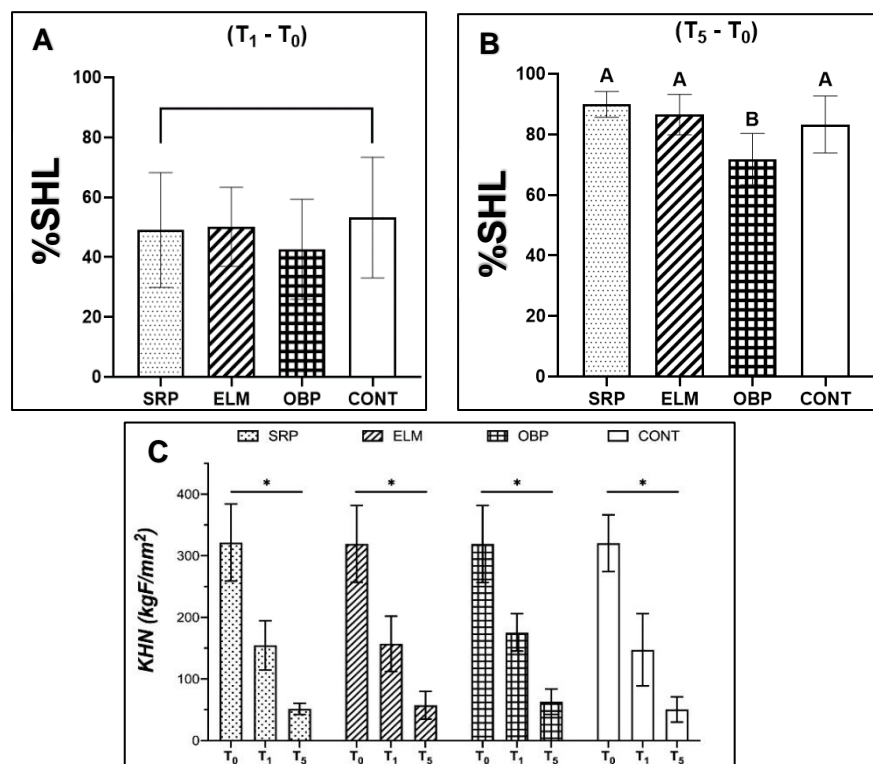 A
(T₁ - T₀)
%SHL
100
80
60
40
20
0
SRP ELM OBP CONT
B
(T₅ - T₀)
%SHL
100
80
60
40
20
0
A A B A
SRP ELM OBP CONT
C
SRP ELM OBP CONT
KHN (kgF/mm²)
400
300
200
100
50
0
* * * *
T₀ T₁ T₅ T₀ T₁ T₅ T₀ T₁ T₅ T₀ T₁ T₅